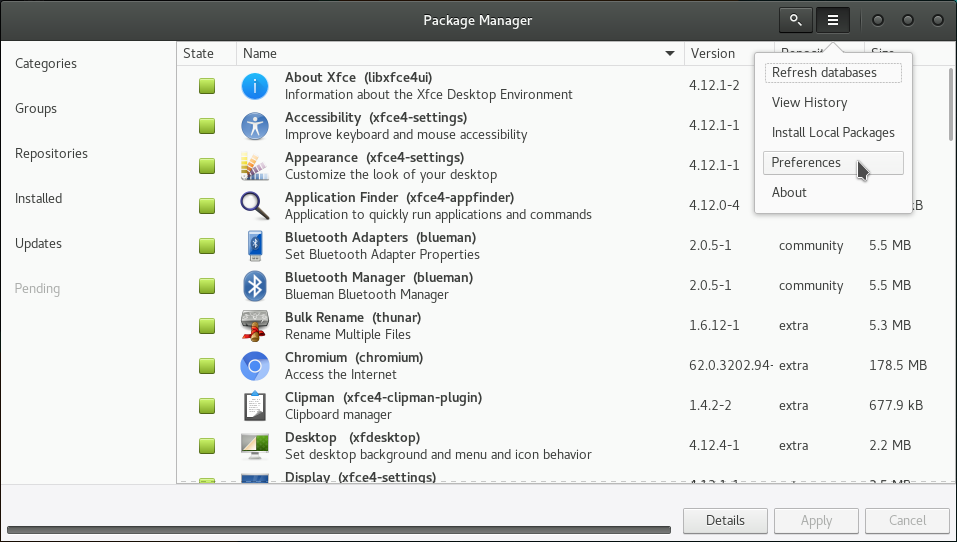 Package Manager
Categories
Groups
Repositories
Installed
Updates
Pending
State Name Version
Refresh databases
View History
Install Local Packages
Preferences
About
About Xfce (libxfce4ui)
Information about the Xfce Desktop Environment
4.12.1-2
Accessibility (xfce4-settings)
Improve keyboard and mouse accessibility
4.12.1-1
Appearance (xfce4-settings)
Customize the look of your desktop
4.12.1-1
Application Finder (xfce4-appfinder)
Application to quickly run applications and commands
4.12.0-4 kB
Bluetooth Adapters (blueman)
Set Bluetooth Adapter Properties
2.0.5-1 community 5.5 MB
Bluetooth Manager (blueman)
Blueman Bluetooth Manager
2.0.5-1 community 5.5 MB
Bulk Rename (thunar)
Rename Multiple Files
1.6.12-1 extra 5.3 MB
Chromium (chromium)
Access the Internet
62.0.3202.94- extra 178.5 MB
Clipman (xfce4-clipman-plugin)
Clipboard manager
1.4.2-2 extra 677.9 kB
Desktop (xfdesktop)
Set desktop background and menu and icon behavior
4.12.4-1 extra 2.2 MB
Display (xfce4-settings)
Details Apply Cancel